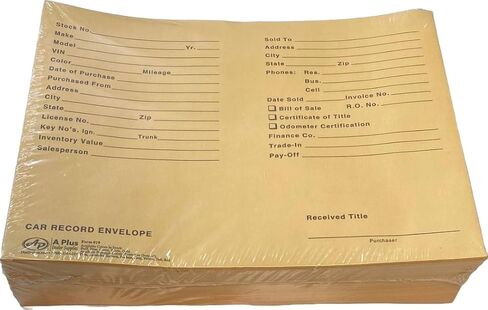 Stock No.
Make
Model Yr.
VIN
Color Mileage
Date of Purchase
Purchased From
Address
City
State Zip
License No.
Key No's. Ign. Trunk
Inventory Value
Salesperson
Sold To
Address
City
State Zip
Phones: Res.
Bus.
Cell
Date Sold Invoice No.
Bill of Sale R.O. No.
Certificate of Title
Odometer Certification
Finance Co.
Trade-In
Pay-Off
CAR RECORD ENVELOPE
AP
A Plus
Dealer Supplies
Received Title
Purchaser